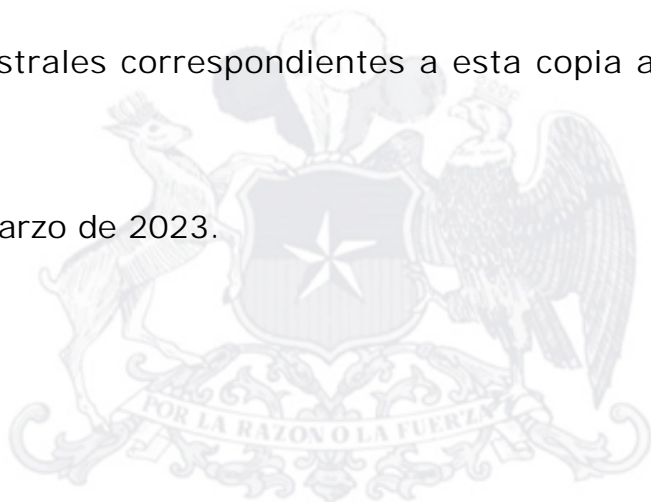 strales correspondientes a esta copia a
arzo de 2023.
POR LA RAZON O LA FUERZA